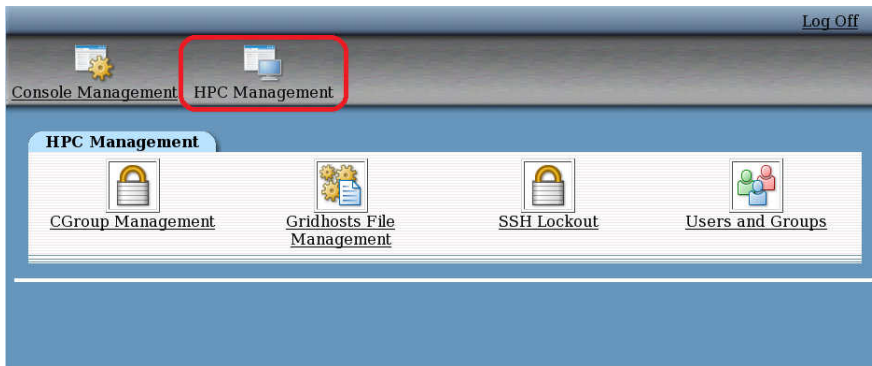 Log Off
Console Management HPC Management
HPC Management
CGroup Management Gridhosts File SSH Lockout Users and Groups
Management